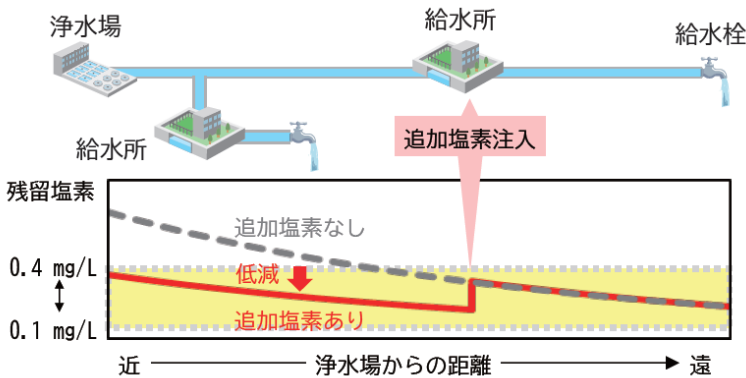 浄水場
給水所
給水栓
給水所
追加塩素注入
残留塩素
追加塩素なし
0.4 mg/L
低減
追加塩素あり
0.1 mg/L
近
浄水場からの距離
遠